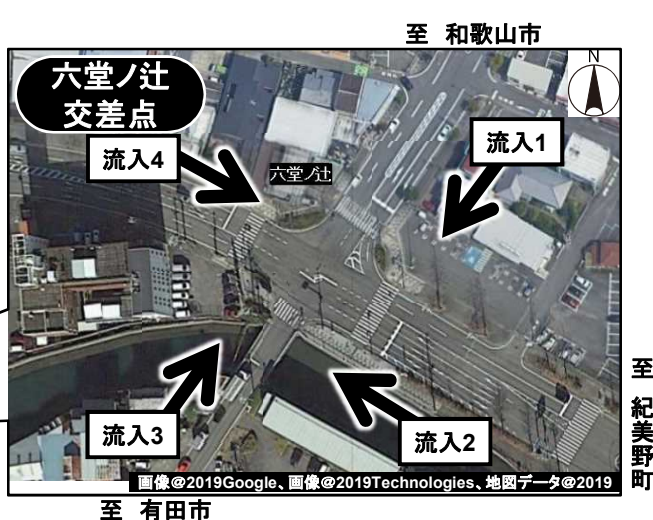 至 和歌山市
N
六堂ノ辻
交差点
流入4
流入1
六堂ノ辻
至 紀美野町
流入3
流入2
画像@2019Google、画像@2019Technologies、地図データ@2019
至 有田市